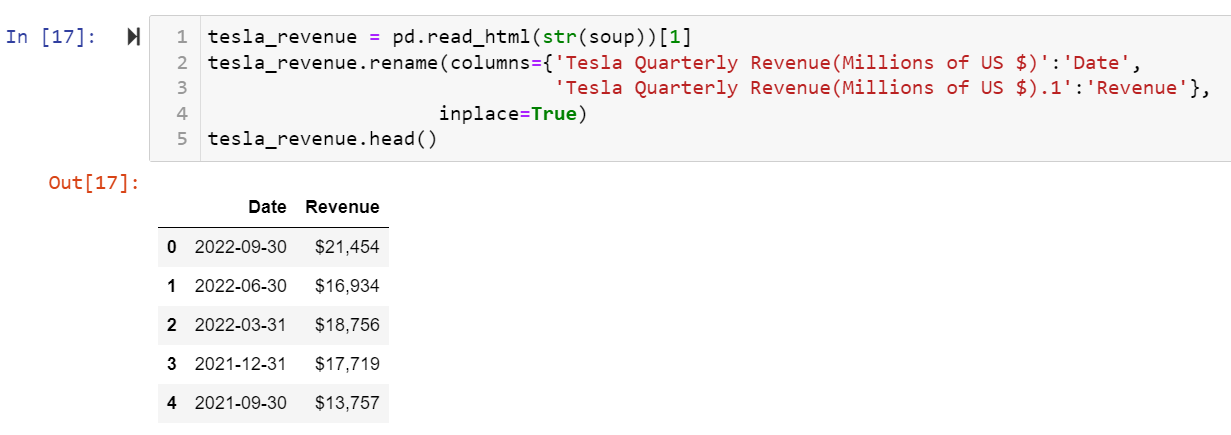 In [17]:
1 tesla_revenue = pd.read_html(str(soup))[1]
2 tesla_revenue.rename(columns={'Tesla Quarterly Revenue(Millions of US $)':'Date',
3                               'Tesla Quarterly Revenue(Millions of US $).1':'Revenue'},
4                     inplace=True)
5 tesla_revenue.head()
Out[17]:
Date Revenue
0 2022-09-30 $21,454
1 2022-06-30 $16,934
2 2022-03-31 $18,756
3 2021-12-31 $17,719
4 2021-09-30 $13,757